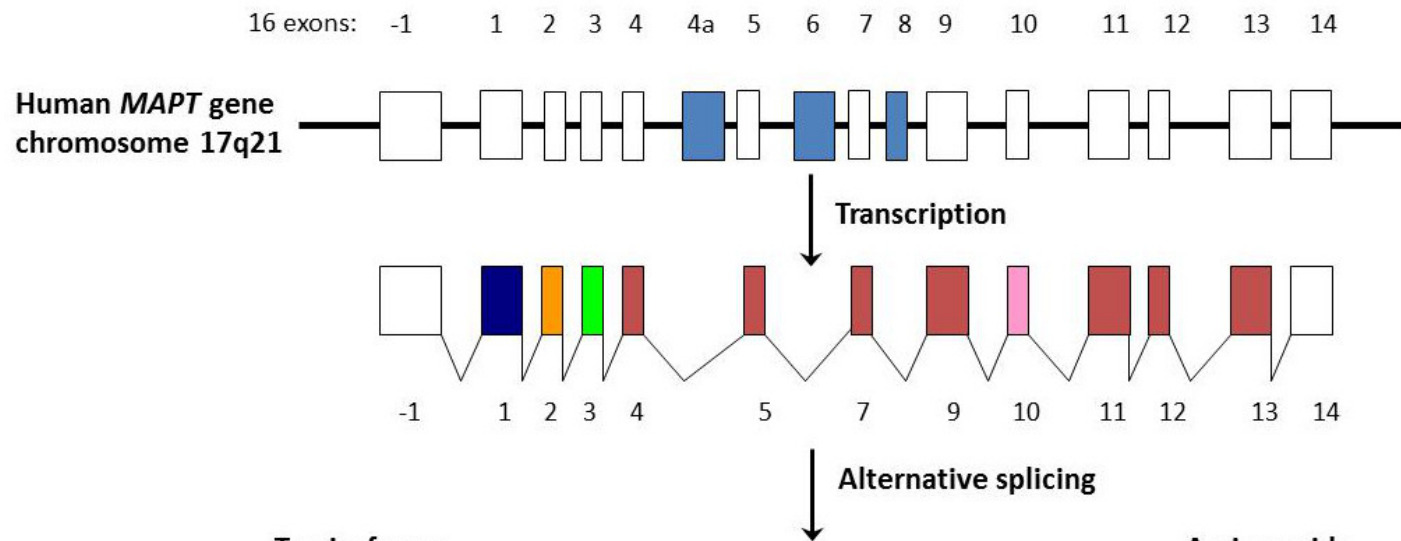 16 exons: -1 1 2 3 4 4a 5 6 7 8 9 10 11 12 13 14
Human MAPT gene
chromosome 17q21
Transcription
-1 1 2 3 4 5 7 9 10 11 12 13 14
Alternative splicing